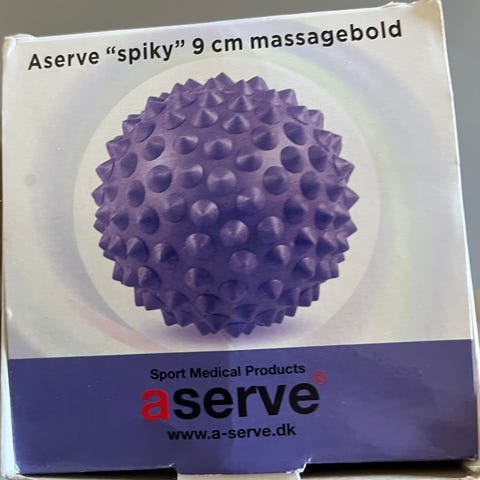 Aserve "spiky" 9 cm massagebold
Sport Medical Products
aserve®
www.a-serve.dk